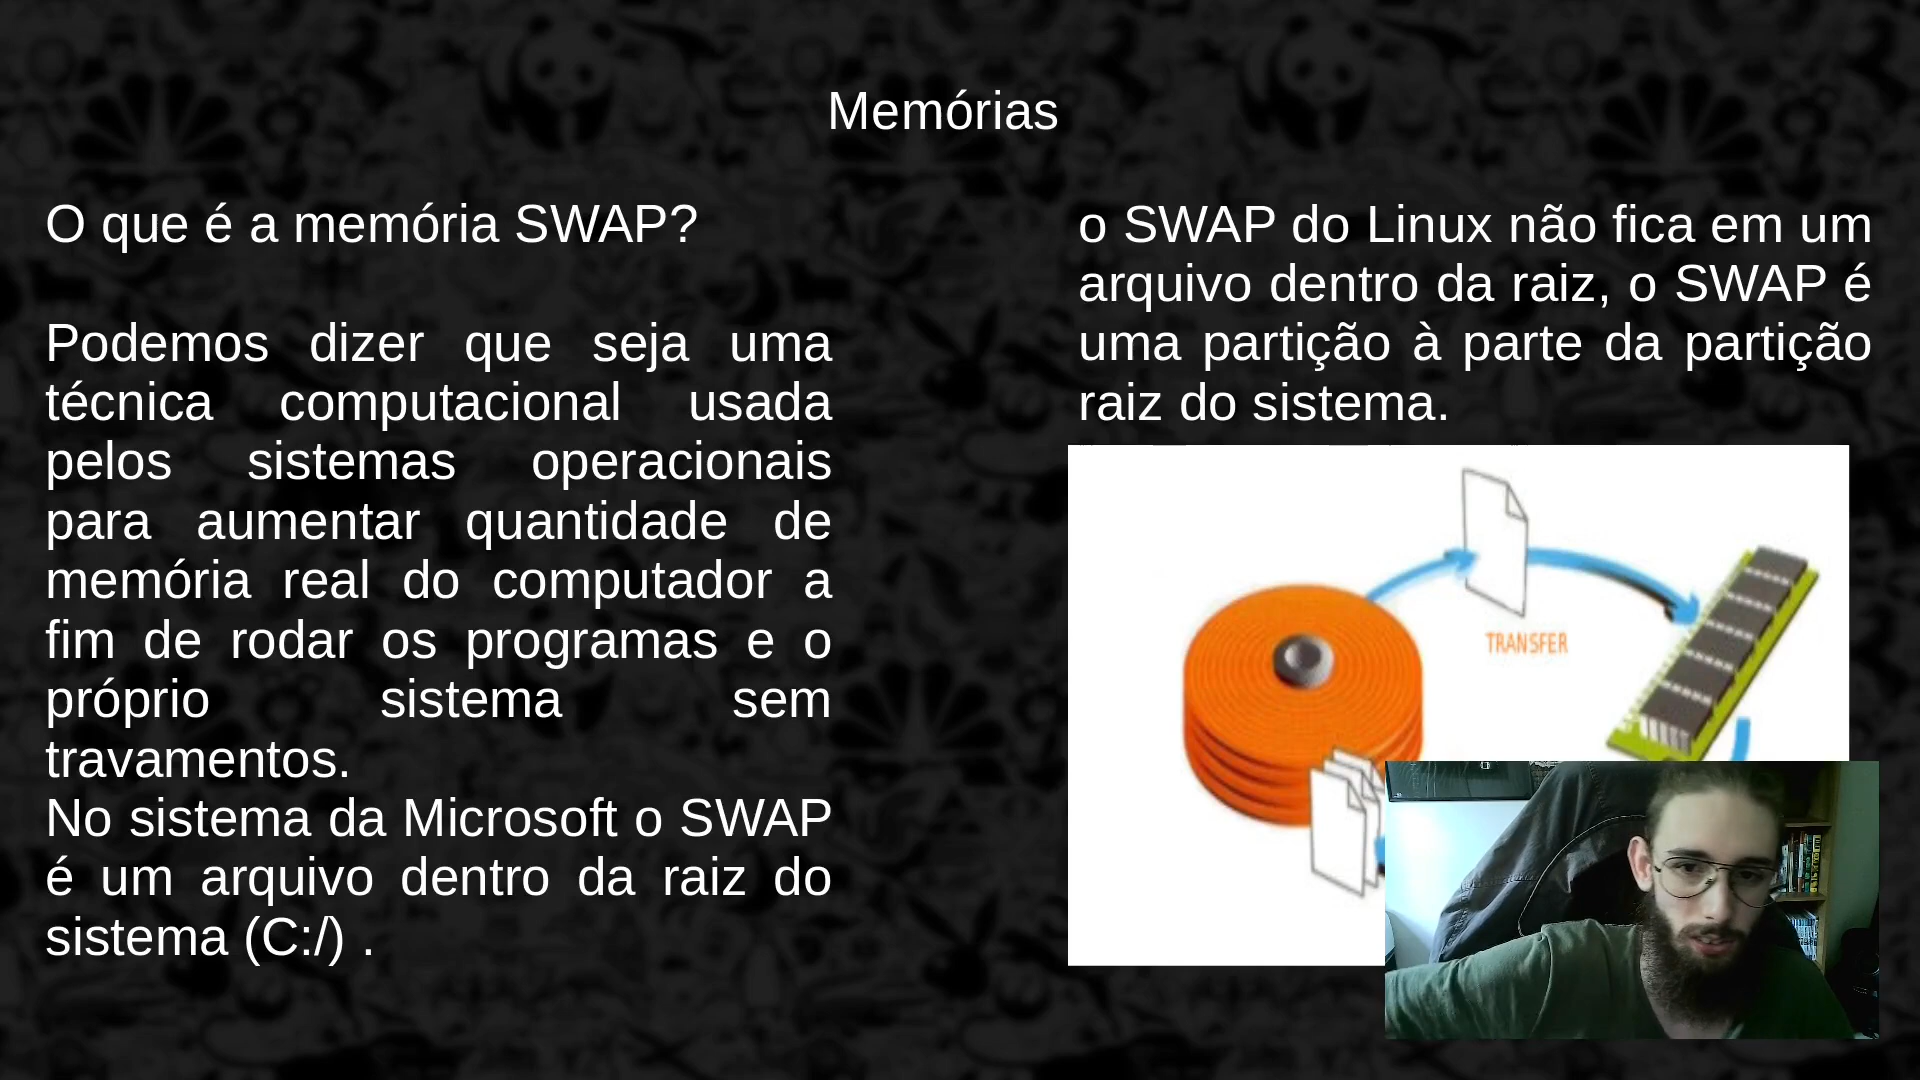 Memórias
O que é a memória SWAP?
Podemos dizer que seja uma
técnica computacional usada
pelos sistemas operacionais
para aumentar quantidade de
memória real do computador a
fim de rodar os programas e o
próprio sistema sem
travamentos.
No sistema da Microsoft o SWAP
é um arquivo dentro da raiz do
sistema (C:/) .
o SWAP do Linux não fica em um
arquivo dentro da raiz, o SWAP é
uma partição à parte da partição
raiz do sistema.
TRANSFER